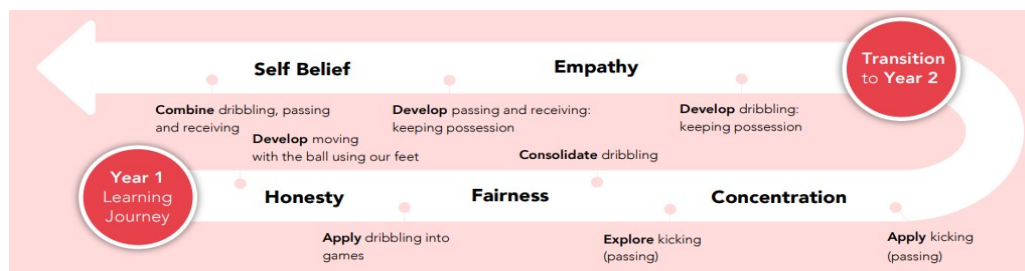 Self Belief
Empathy
Transition
to Year 2
Combine dribbling, passing
and receiving
Develop passing and receiving:
keeping possession
Develop dribbling:
keeping possession
Develop moving
with the ball using our feet
Consolidate dribbling
Year 1
Learning
Journey
Honesty
Fairness
Concentration
Apply dribbling into
games
Explore kicking
(passing)
Apply kicking
(passing)